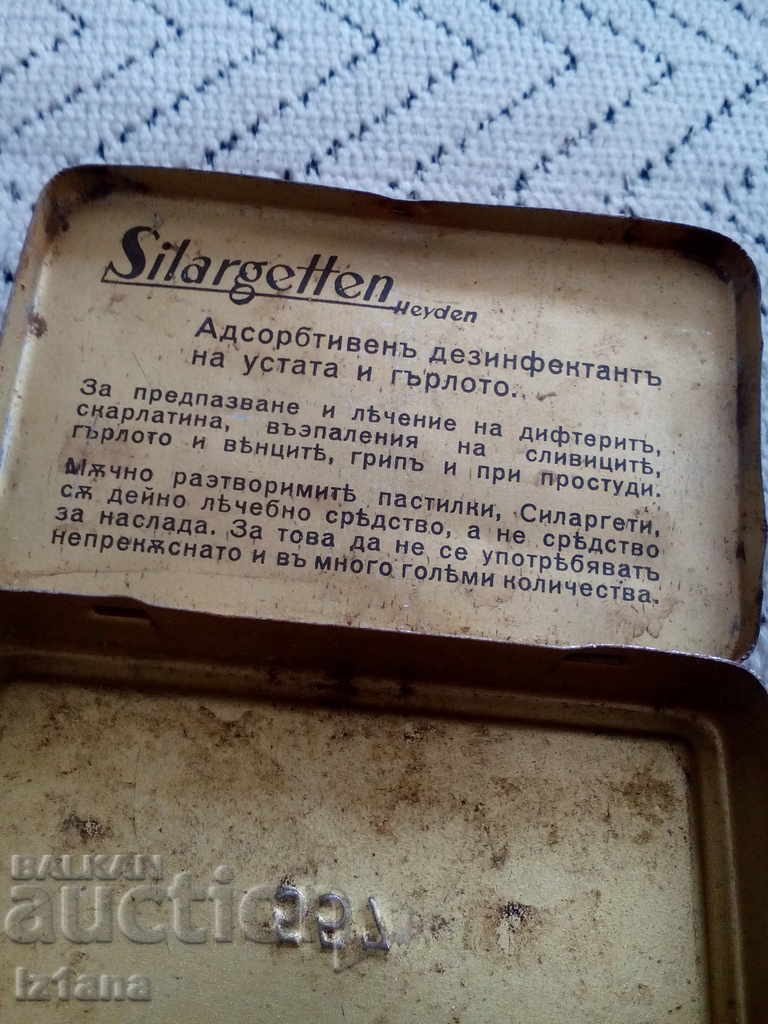 Silargetten
Heyden
Адсорбтивенъ дезинфектантъ
на устата и гърлото.
За предпазване и лѣчение на дифтеритъ,
скарлатина, възпаления на сливицитѣ,
гърлото и вѣнцитѣ, грипъ и при простуди.
Мѫчно разтворимитѣ пастилки, Силаргети,
сѫ дейно лѣчебно срѣдство, а не срѣдство
за наслада. За това да не се употрѣбяватъ
непрекѫснато и въ много голѣми количества.
BALKAN
auction
iz1ana